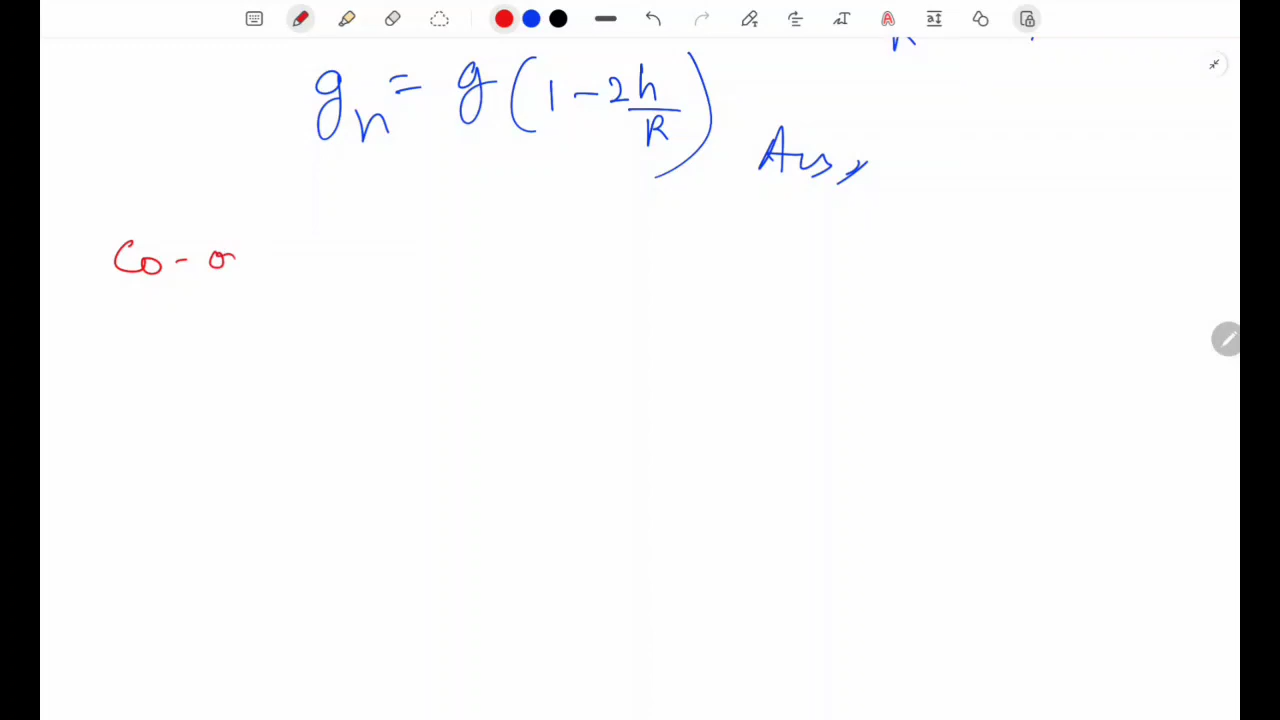 gₕ = g(1 - 2h/R)
Ans,
Co - or